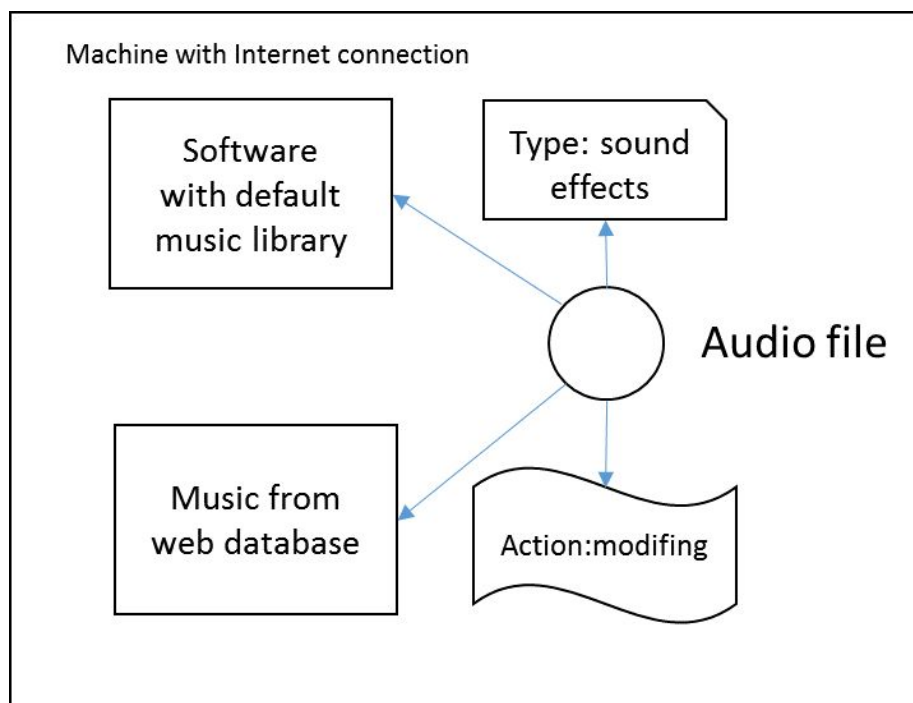 Machine with Internet connection
Software
with default
music library
Type: sound
effects
Audio file
Music from
web database
Action:modifing